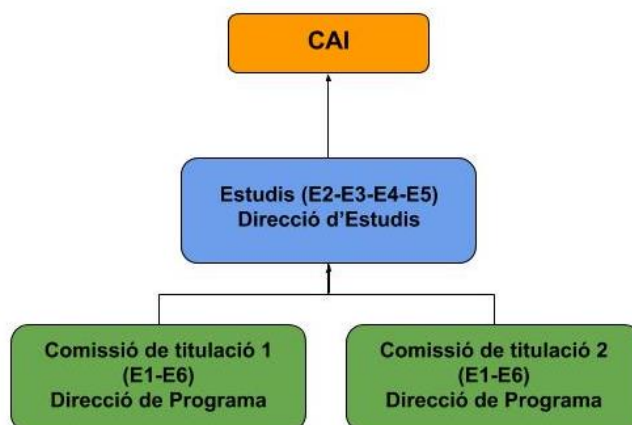 CAI
Estudis (E2-E3-E4-E5)
Direcció d'Estudis
Comissió de titulació 1
(E1-E6)
Direcció de Programa
Comissió de titulació 2
(E1-E6)
Direcció de Programa